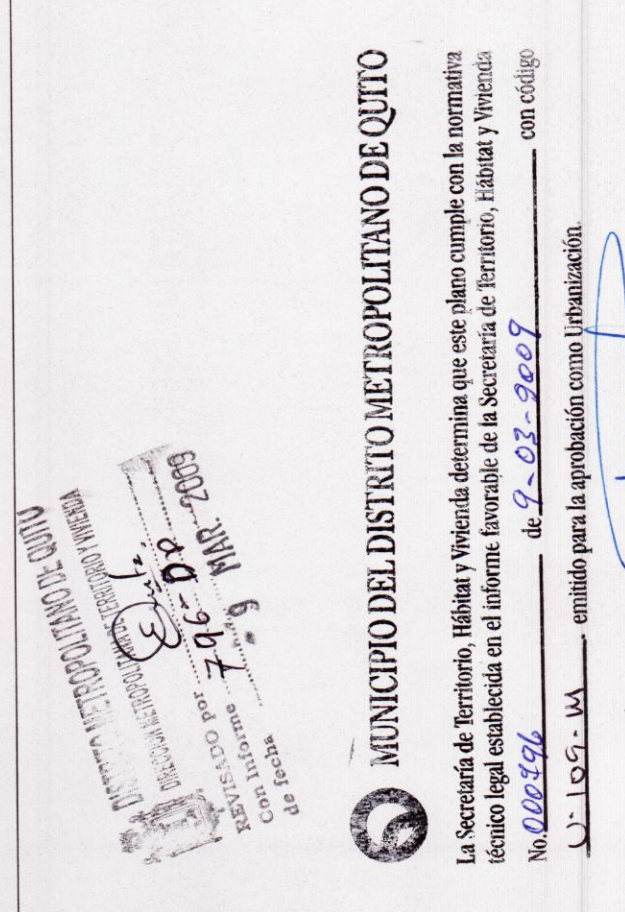 DISTRITO METROPOLITANO DE QUITO
DIRECCION METROPOLITANA DE TERRITORIO Y VIVIENDA
REVISADO por
Con Informe 796-DP
de fecha - 9 MAR. 2009
MUNICIPIO DEL DISTRITO METROPOLITANO DE QUITO
La Secretaría de Territorio, Hábitat y Vivienda determina que este plano cumple con la normativa
técnico legal establecida en el informe favorable de la Secretaría de Territorio, Hábitat y Vivienda
No. 000796 de 9-03-2009 con código
U-109-M emitido para la aprobación como Urbanización.